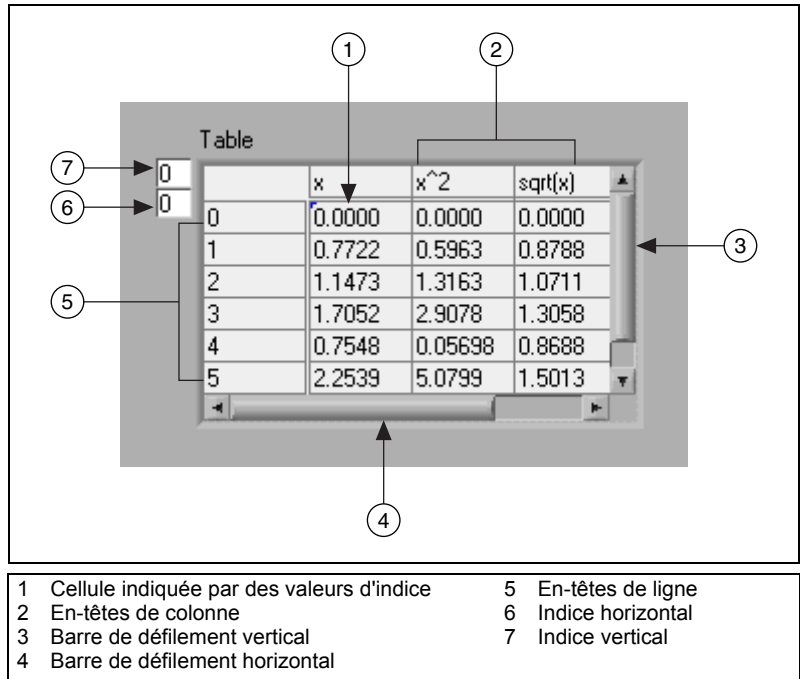 1 2
Table
7 0 x x^2 sqrt(x)
6 0 0 0.0000 0.0000 0.0000
1 0.7722 0.5963 0.8788 3
2 1.1473 1.3163 1.0711
5 3 1.7052 2.9078 1.3058
4 0.7548 0.05698 0.8688
5 2.2539 5.0799 1.5013
4
1 Cellule indiquée par des valeurs d'indice 5 En-têtes de ligne
2 En-têtes de colonne 6 Indice horizontal
3 Barre de défilement vertical 7 Indice vertical
4 Barre de défilement horizontal